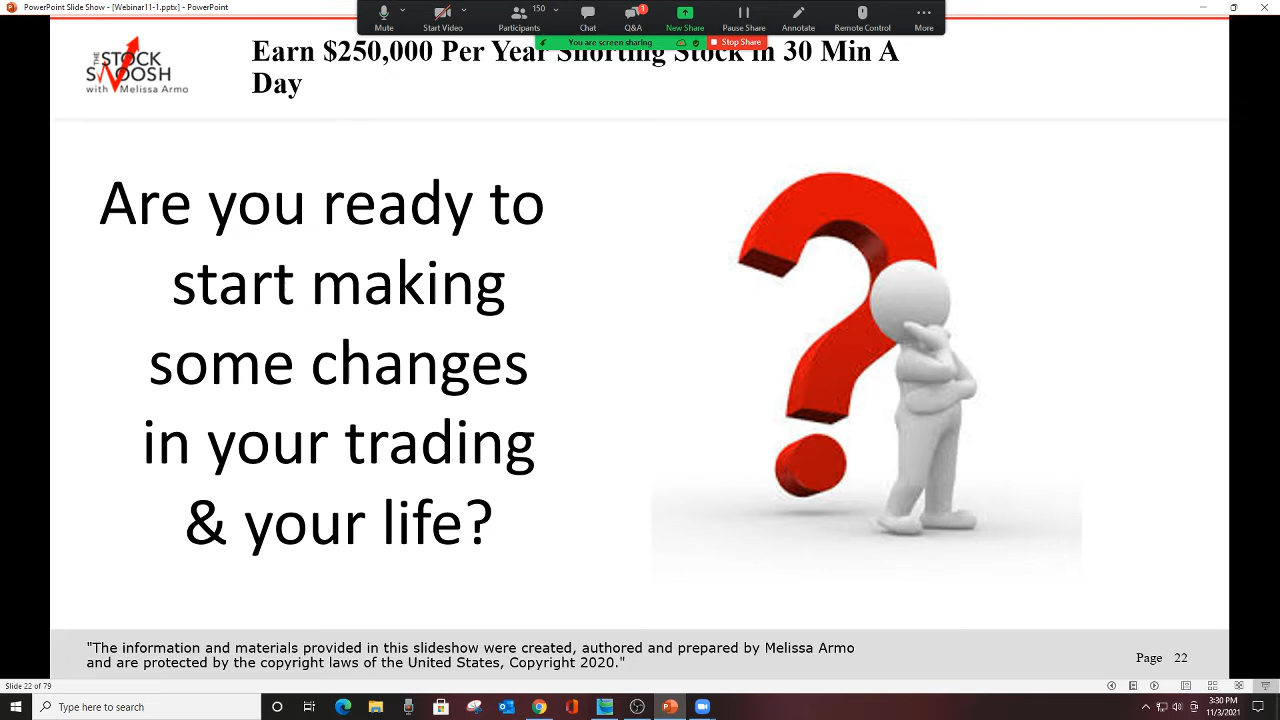 PowerPoint Slide Show - [Webinar11-1.pptx] - PowerPoint
Mute
Start Video
150
Participants
Chat
1
Q&A
New Share
Pause Share
Annotate
Remote Control
More
You are screen sharing
Stop Share
THE
STOCK
SWOOSH
with Melissa Armo
Earn $250,000 Per Year Shorting Stock in 30 Min A
Day
Are you ready to
start making
some changes
in your trading
& your life?
"The information and materials provided in this slideshow were created, authored and prepared by Melissa Armo
and are protected by the copyright laws of the United States, Copyright 2020."
Page 22
Slide 22 of 79
Type here to search
3:30 PM
11/3/2021